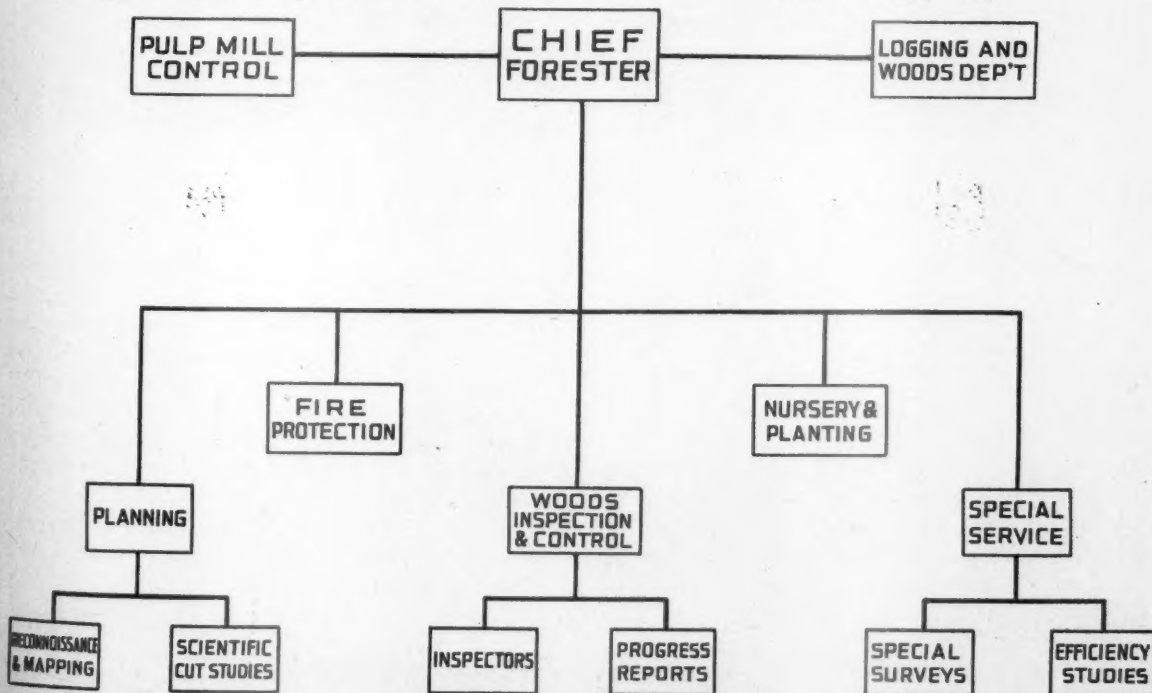 PULP MILL
CONTROL
CHIEF
FORESTER
LOGGING AND
WOODS DEP'T
FIRE
PROTECTION
NURSERY &
PLANTING
PLANNING
WOODS
INSPECTION
& CONTROL
SPECIAL
SERVICE
RECONNOISSANCE
& MAPPING
SCIENTIFIC
CUT STUDIES
INSPECTORS
PROGRESS
REPORTS
SPECIAL
SURVEYS
EFFICIENCY
STUDIES